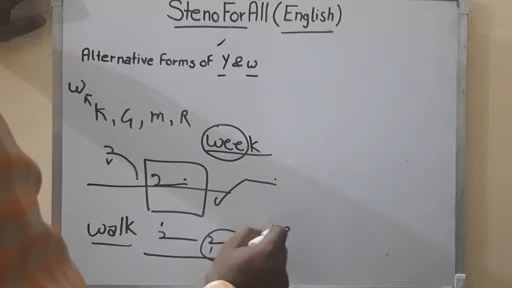 StenoForAll (English)
Alternative Forms of Y & W
W
K, G, M, R
week
walk